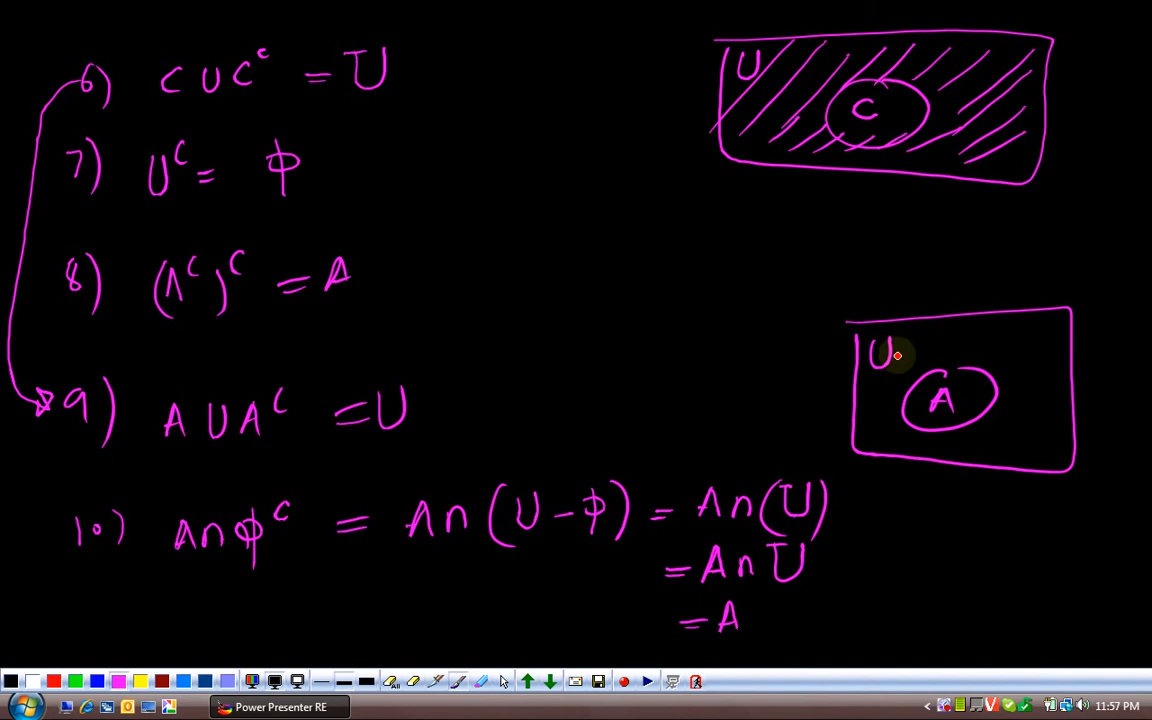 6) C U C^c = U
U
C
7) U^c = φ
8) (A^c)^c = A
U
A
9) A U A^c = U
10) A∩φ^c = A∩(U-φ) = A∩(U)
= A∩U
= A
Power Presenter RE
11:57 PM